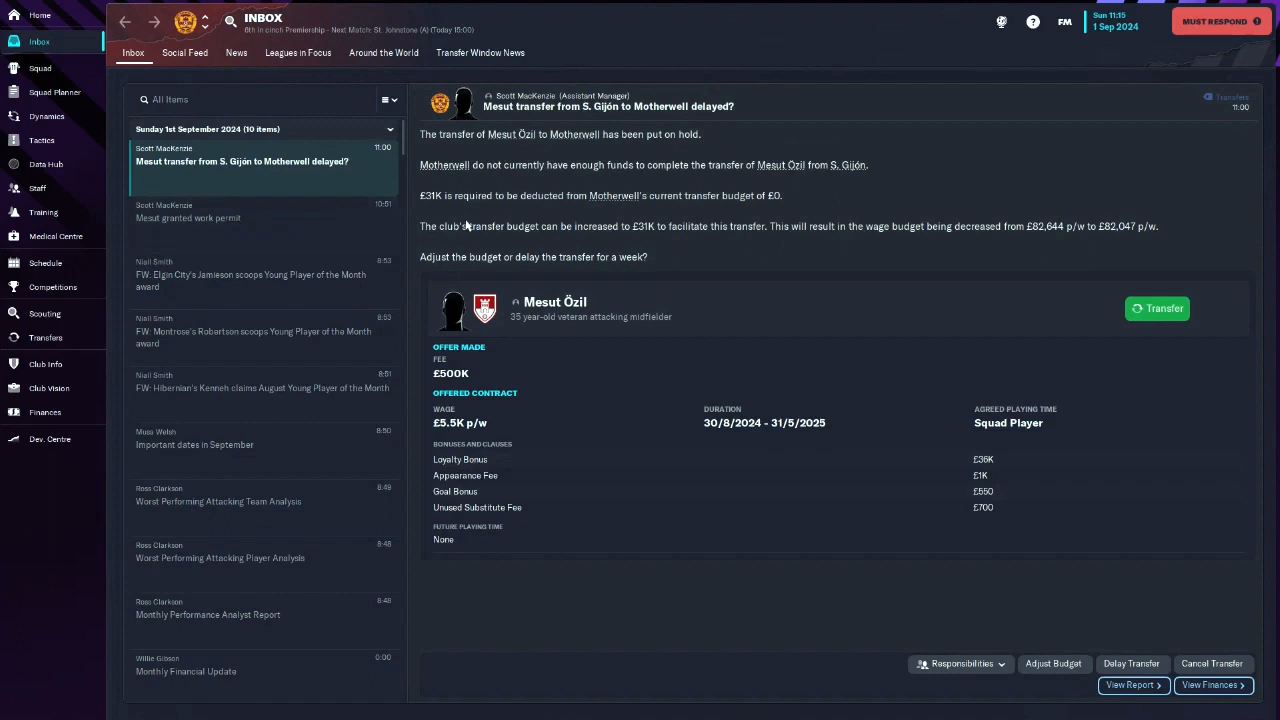 Home
Inbox
Squad
Squad Planner
Dynamics
Tactics
Data Hub
Staff
Training
Medical Centre
Schedule
Competitions
Scouting
Transfers
Club Info
Club Vision
Finances
Dev. Centre
INBOX
6th in cinch Premiership - Next Match: St. Johnstone (A) (Today 15:00)
FM
Sun 11:15
1 Sep 2024
MUST RESPOND
Inbox
Social Feed
News
Leagues in Focus
Around the World
Transfer Window News
All Items
Sunday 1st September 2024 (10 items)
Scott MacKenzie 11:00
Mesut transfer from S. Gijón to Motherwell delayed?
Scott MacKenzie 10:51
Mesut granted work permit
Niall Smith 8:53
FW: Elgin City's Jamieson scoops Young Player of the Month
award
Niall Smith 8:53
FW: Montrose's Robertson scoops Young Player of the Month
award
Niall Smith 8:51
FW: Hibernian's Kenneh claims August Young Player of the Month
Muss Welsh 8:50
Important dates in September
Ross Clarkson 8:49
Worst Performing Attacking Team Analysis
Ross Clarkson 8:48
Worst Performing Attacking Player Analysis
Ross Clarkson 8:48
Monthly Performance Analyst Report
Willie Gibson 0:00
Monthly Financial Update
Scott MacKenzie (Assistant Manager)
Mesut transfer from S. Gijón to Motherwell delayed?
Transfers
11:00
The transfer of Mesut Özil to Motherwell has been put on hold.
Motherwell do not currently have enough funds to complete the transfer of Mesut Özil from S. Gijón.
£31K is required to be deducted from Motherwell's current transfer budget of £0.
The club's transfer budget can be increased to £31K to facilitate this transfer. This will result in the wage budget being decreased from £82,644 p/w to £82,047 p/w.
Adjust the budget or delay the transfer for a week?
Mesut Özil
35 year-old veteran attacking midfielder
Transfer
OFFER MADE
FEE
£500K
OFFERED CONTRACT
WAGE DURATION AGREED PLAYING TIME
£5.5K p/w 30/8/2024 - 31/5/2025 Squad Player
BONUSES AND CLAUSES
Loyalty Bonus £36K
Appearance Fee £1K
Goal Bonus £550
Unused Substitute Fee £700
FUTURE PLAYING TIME
None
Responsibilities
Adjust Budget
Delay Transfer
Cancel Transfer
View Report
View Finances